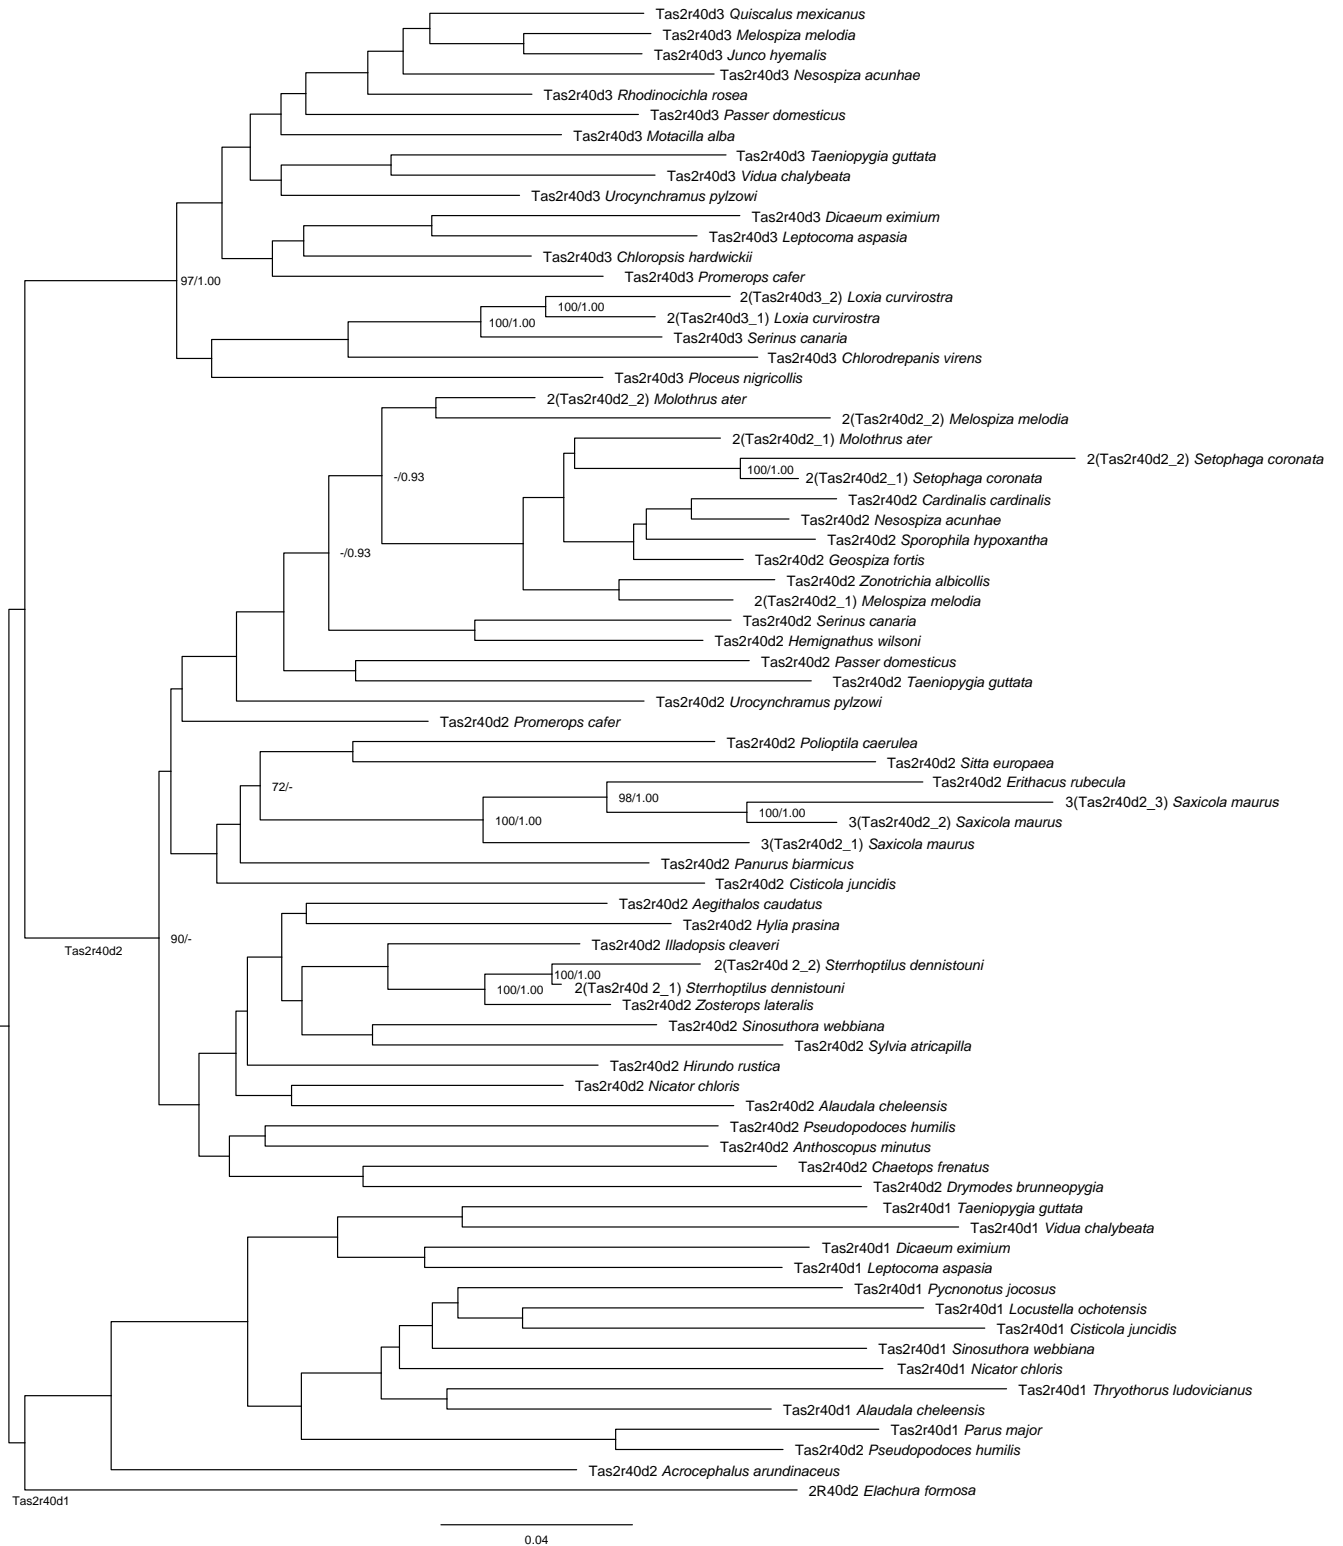 Tas2r40d3 Quiscalus mexicanus
Tas2r40d3 Melospiza melodia
Tas2r40d3 Junco hyemalis
Tas2r40d3 Nesospiza acunhae
Tas2r40d3 Rhodinocichla rosea
Tas2r40d3 Passer domesticus
Tas2r40d3 Motacilla alba
Tas2r40d3 Taeniopygia guttata
Tas2r40d3 Vidua chalybeata
Tas2r40d3 Urocynchramus pylzowi
Tas2r40d3 Dicaeum eximium
Tas2r40d3 Leptocoma aspasia
Tas2r40d3 Chloropsis hardwickii
Tas2r40d3 Promerops cafer
97/1.00
2(Tas2r40d3_2) Loxia curvirostra
100/1.00
2(Tas2r40d3_1) Loxia curvirostra
100/1.00
Tas2r40d3 Serinus canaria
Tas2r40d3 Chlorodrepanis virens
Tas2r40d3 Ploceus nigricollis
2(Tas2r40d2_2) Molothrus ater
2(Tas2r40d2_2) Melospiza melodia
2(Tas2r40d2_1) Molothrus ater
2(Tas2r40d2_2) Setophaga coronata
100/1.00
-/0.93
2(Tas2r40d2_1) Setophaga coronata
Tas2r40d2 Cardinalis cardinalis
Tas2r40d2 Nesospiza acunhae
Tas2r40d2 Sporophila hypoxantha
-/0.93
Tas2r40d2 Geospiza fortis
Tas2r40d2 Zonotrichia albicollis
2(Tas2r40d2_1) Melospiza melodia
Tas2r40d2 Serinus canaria
Tas2r40d2 Hemignathus wilsoni
Tas2r40d2 Passer domesticus
Tas2r40d2 Taeniopygia guttata
Tas2r40d2 Urocynchramus pylzowi
Tas2r40d2 Promerops cafer
Tas2r40d2 Polioptila caerulea
Tas2r40d2 Sitta europaea
72/-
Tas2r40d2 Erithacus rubecula
98/1.00
3(Tas2r40d2_3) Saxicola maurus
100/1.00
100/1.00
3(Tas2r40d2_2) Saxicola maurus
3(Tas2r40d2_1) Saxicola maurus
Tas2r40d2 Panurus biarmicus
Tas2r40d2 Cisticola juncidis
Tas2r40d2 Aegithalos caudatus
Tas2r40d2 Hylia prasina
90/-
Tas2r40d2
Tas2r40d2 Illadopsis cleaveri
2(Tas2r40d 2_2) Sterrhoptilus dennistouni
100/1.00
100/1.00
2(Tas2r40d 2_1) Sterrhoptilus dennistouni
Tas2r40d2 Zosterops lateralis
Tas2r40d2 Sinosuthora webbiana
Tas2r40d2 Sylvia atricapilla
Tas2r40d2 Hirundo rustica
Tas2r40d2 Nicator chloris
Tas2r40d2 Alaudala cheleensis
Tas2r40d2 Pseudopodoces humilis
Tas2r40d2 Anthoscopus minutus
Tas2r40d2 Chaetops frenatus
Tas2r40d2 Drymodes brunneopygia
Tas2r40d1 Taeniopygia guttata
Tas2r40d1 Vidua chalybeata
Tas2r40d1 Dicaeum eximium
Tas2r40d1 Leptocoma aspasia
Tas2r40d1 Pycnonotus jocosus
Tas2r40d1 Locustella ochotensis
Tas2r40d1 Cisticola juncidis
Tas2r40d1 Sinosuthora webbiana
Tas2r40d1 Nicator chloris
Tas2r40d1 Thryothorus ludovicianus
Tas2r40d1 Alaudala cheleensis
Tas2r40d1 Parus major
Tas2r40d2 Pseudopodoces humilis
Tas2r40d2 Acrocephalus arundinaceus
2R40d2 Elachura formosa
Tas2r40d1
0.04